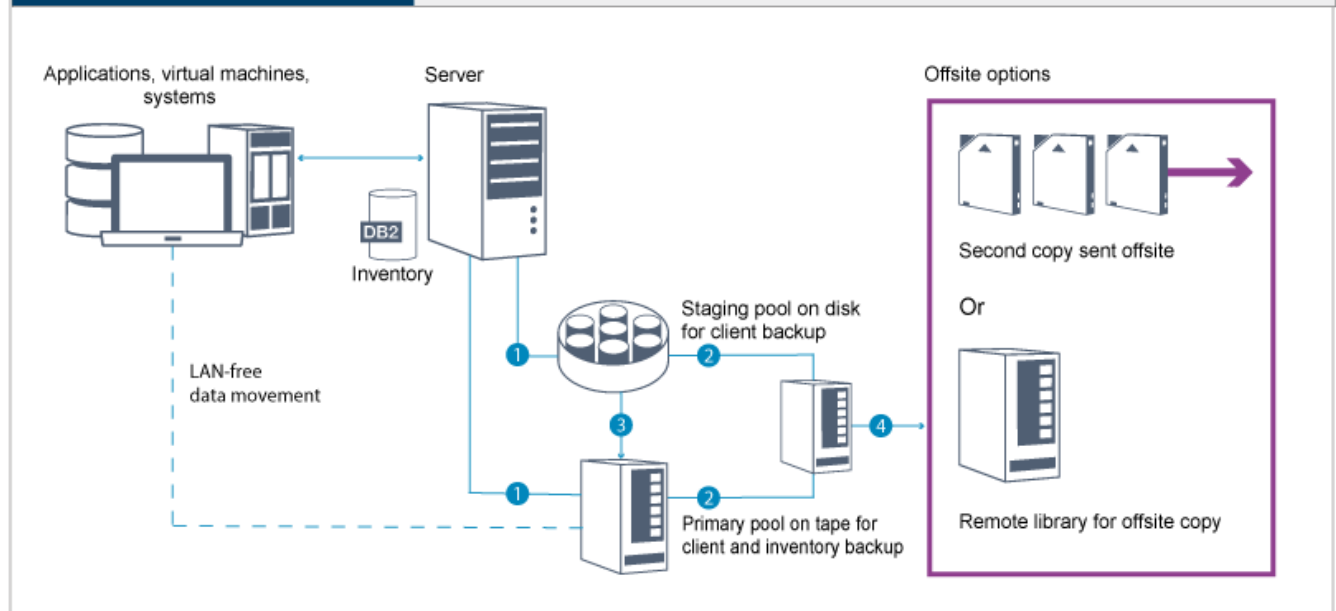 Applications, virtual machines,
systems
Server
Offsite options
DB2
Inventory
Second copy sent offsite
Staging pool on disk
for client backup
Or
1
2
LAN-free
data movement
3
4
1
2
Primary pool on tape for
client and inventory backup
Remote library for offsite copy